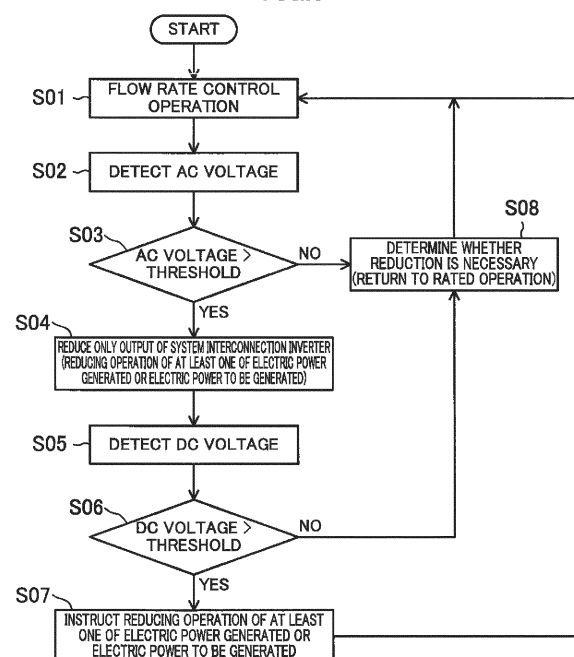 START
S01
FLOW RATE CONTROL
OPERATION
S02
DETECT AC VOLTAGE
S03
AC VOLTAGE >
THRESHOLD
NO
YES
S08
DETERMINE WHETHER
REDUCTION IS NECESSARY
(RETURN TO RATED OPERATION)
S04
REDUCE ONLY OUTPUT OF SYSTEM INTERCONNECTION INVERTER
(REDUCING OPERATION OF AT LEAST ONE OF ELECTRIC POWER
GENERATED OR ELECTRIC POWER TO BE GENERATED)
S05
DETECT DC VOLTAGE
S06
DC VOLTAGE >
THRESHOLD
NO
YES
S07
INSTRUCT REDUCING OPERATION OF AT LEAST
ONE OF ELECTRIC POWER GENERATED OR
ELECTRIC POWER TO BE GENERATED